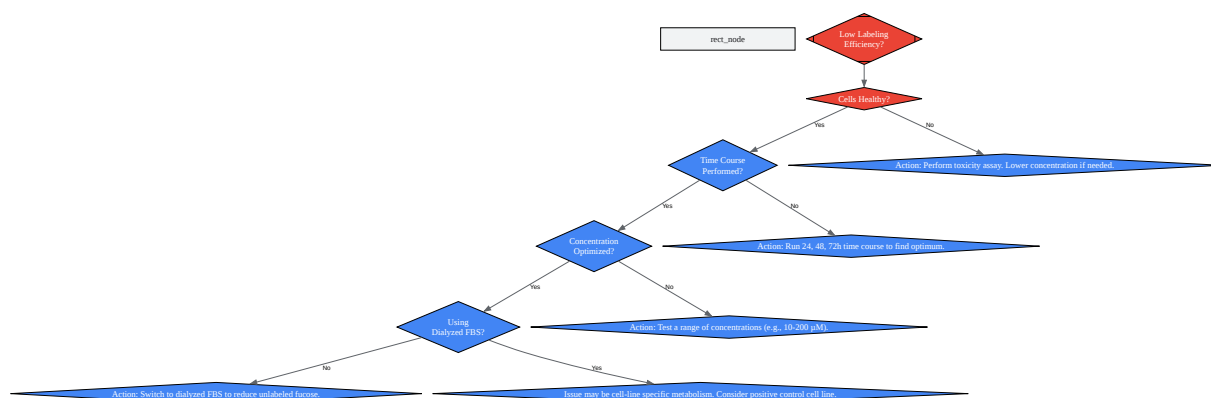 rect_node
Low Labeling
Efficiency?
Cells Healthy?
Yes
No
Time Course
Performed?
Action: Perform toxicity assay. Lower concentration if needed.
Yes
No
Concentration
Optimized?
Action: Run 24, 48, 72h time course to find optimum.
Yes
No
Using
Dialyzed FBS?
Action: Test a range of concentrations (e.g., 10-200 µM).
No
Yes
Action: Switch to dialyzed FBS to reduce unlabeled fucose.
Issue may be cell-line specific metabolism. Consider positive control cell line.